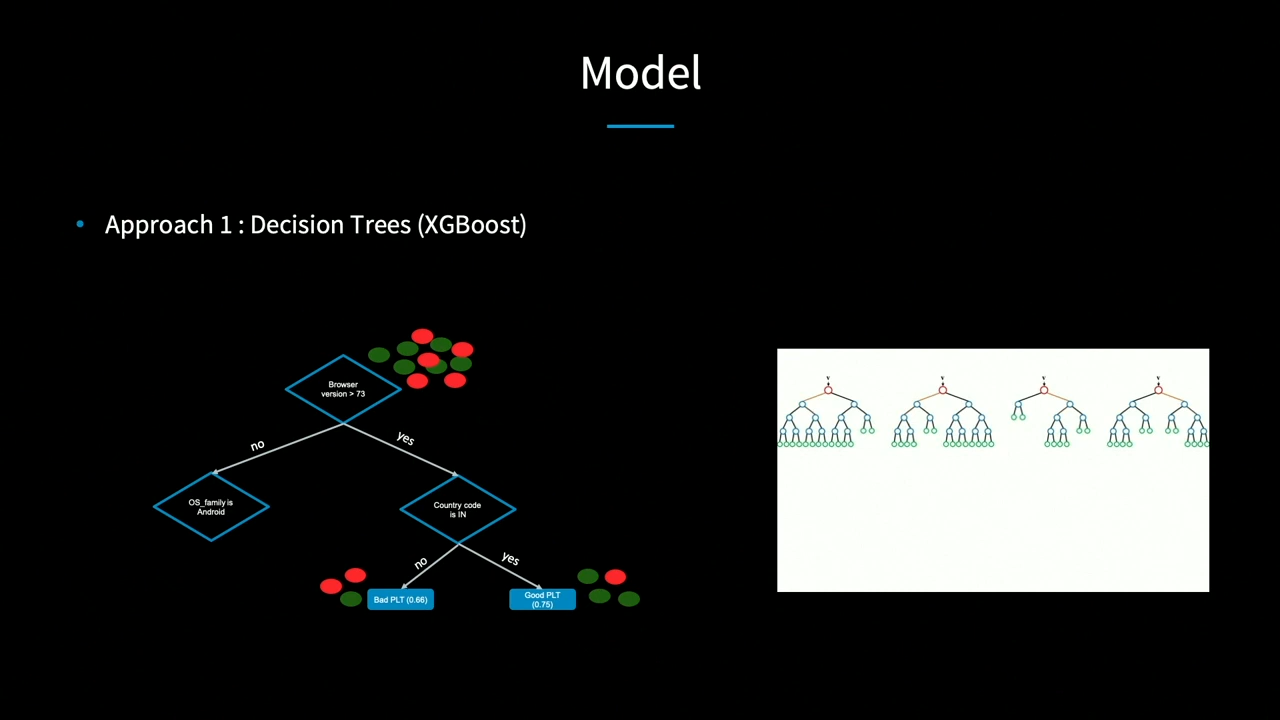 Model
• Approach 1 : Decision Trees (XGBoost)
Browser
version > 73
no
yes
OS_family is
Android
Country code
is IN
no
yes
Bad PLT (0.66)
Good PLT
(0.75)
v
v
v
v